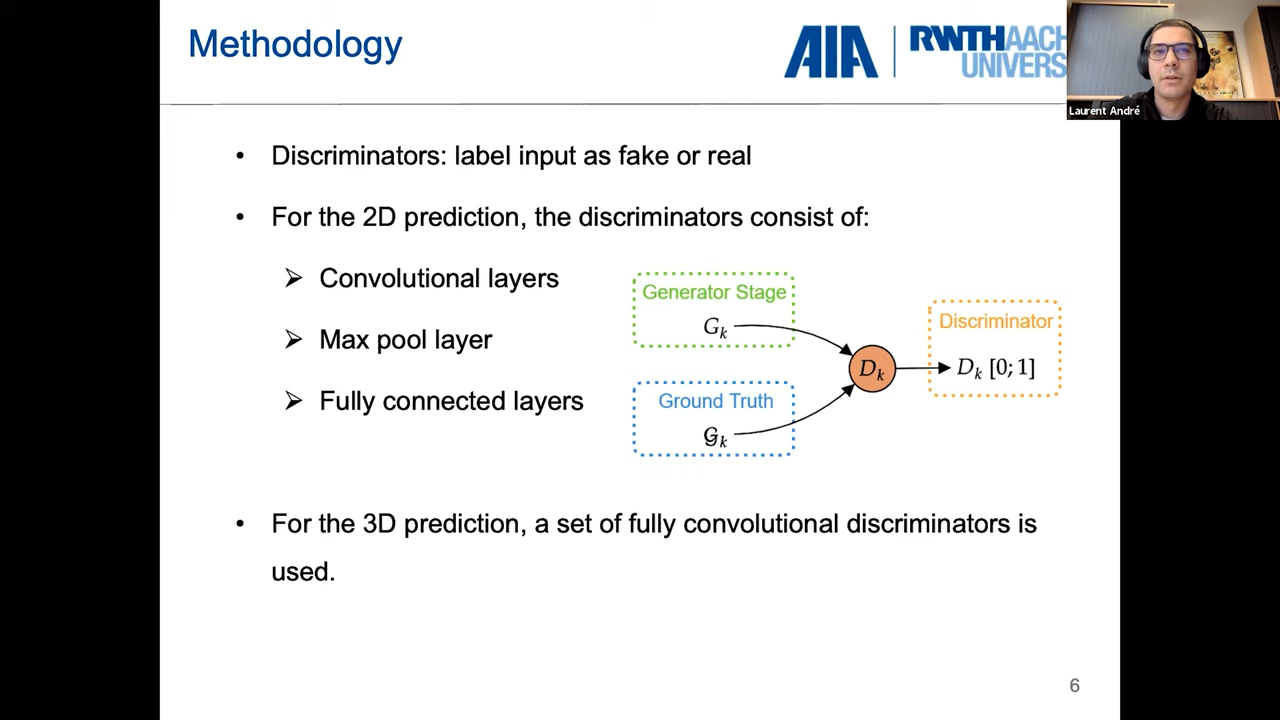 Methodology
AIA
RWTHAACH
UNIVERS
Laurent André
• Discriminators: label input as fake or real
• For the 2D prediction, the discriminators consist of:
➢ Convolutional layers
➢ Max pool layer
➢ Fully connected layers
Generator Stage
G_k
Ground Truth
𝒢_k
D_k
Discriminator
D_k [0; 1]
• For the 3D prediction, a set of fully convolutional discriminators is
used.
6